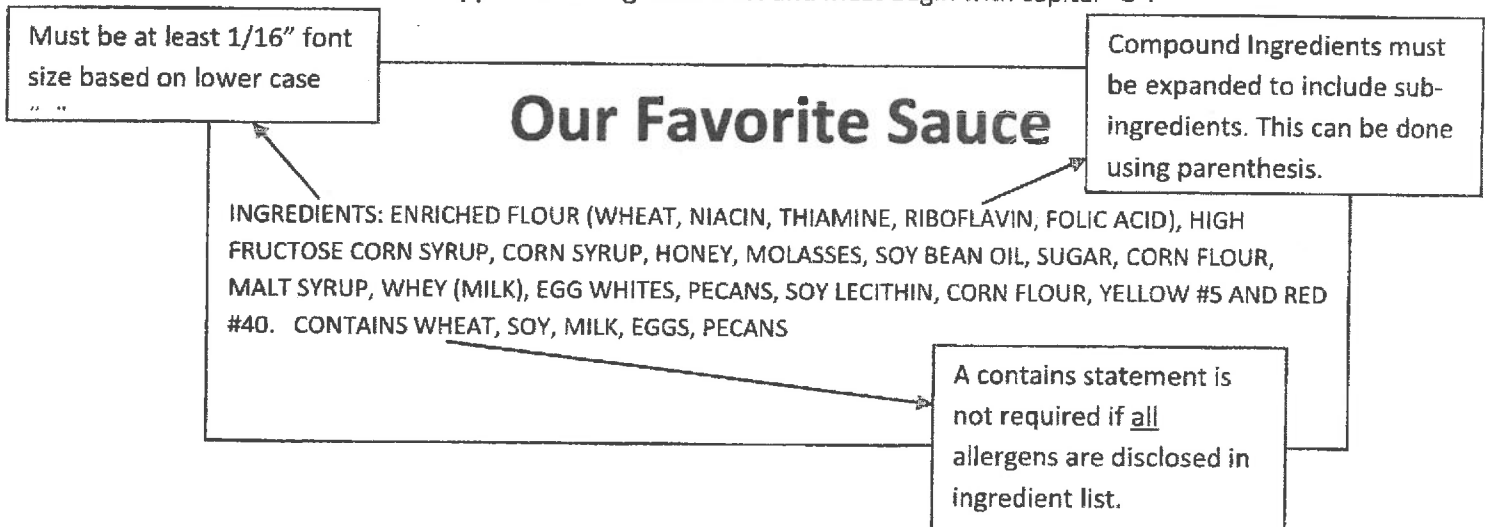 Must be at least 1/16" font
size based on lower case
Compound Ingredients must
be expanded to include sub-
ingredients. This can be done
using parenthesis.
Our Favorite Sauce
INGREDIENTS: ENRICHED FLOUR (WHEAT, NIACIN, THIAMINE, RIBOFLAVIN, FOLIC ACID), HIGH
FRUCTOSE CORN SYRUP, CORN SYRUP, HONEY, MOLASSES, SOY BEAN OIL, SUGAR, CORN FLOUR,
MALT SYRUP, WHEY (MILK), EGG WHITES, PECANS, SOY LECITHIN, CORN FLOUR, YELLOW #5 AND RED
#40. CONTAINS WHEAT, SOY, MILK, EGGS, PECANS
A contains statement is
not required if all
allergens are disclosed in
ingredient list.